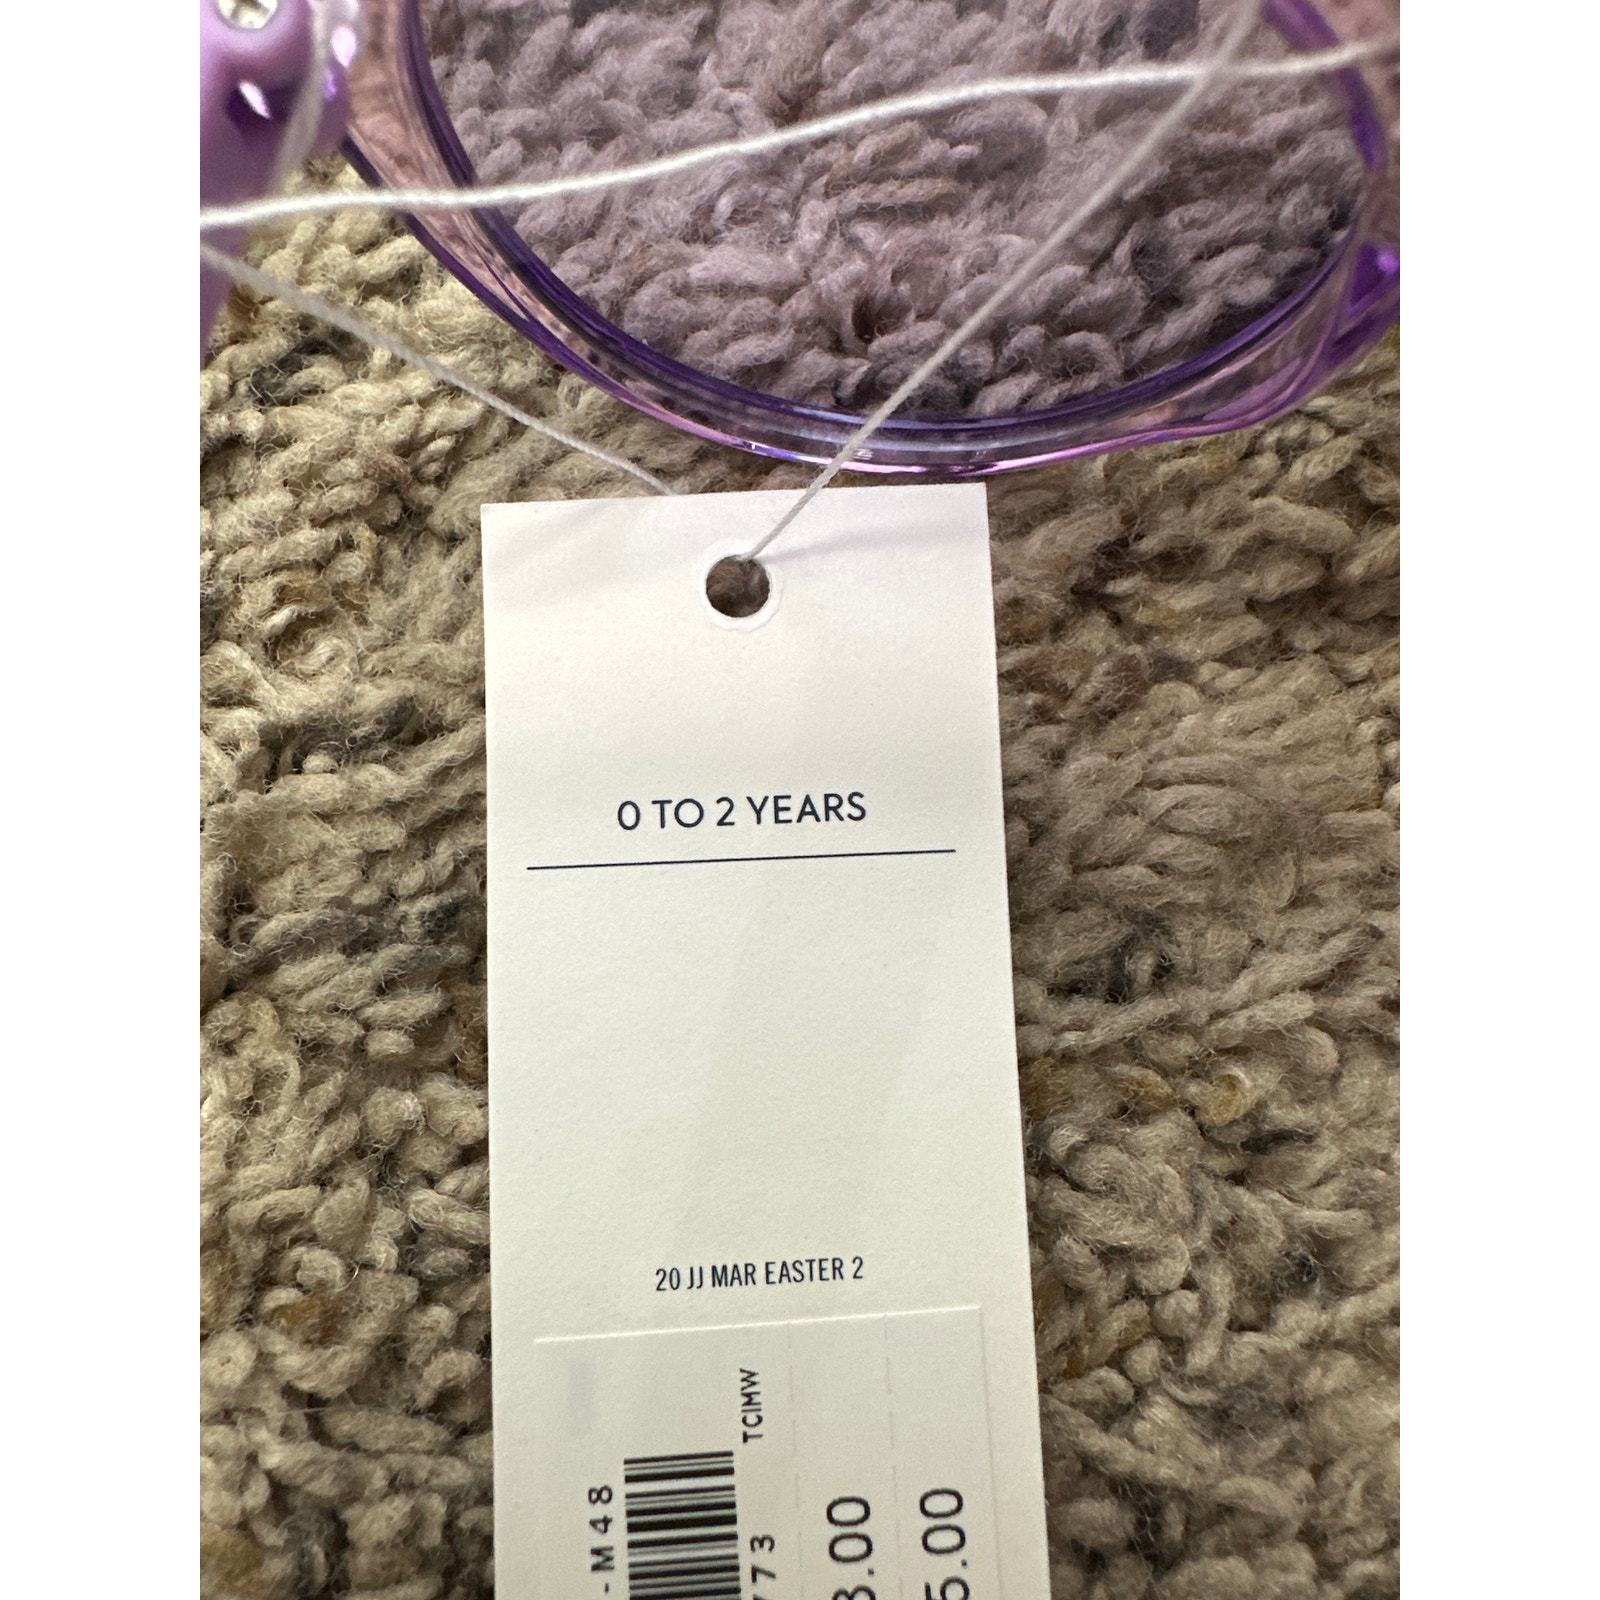 0 TO 2 YEARS
20 JJ MAR EASTER 2
-M48
TCIMW
773
3.00
5.00